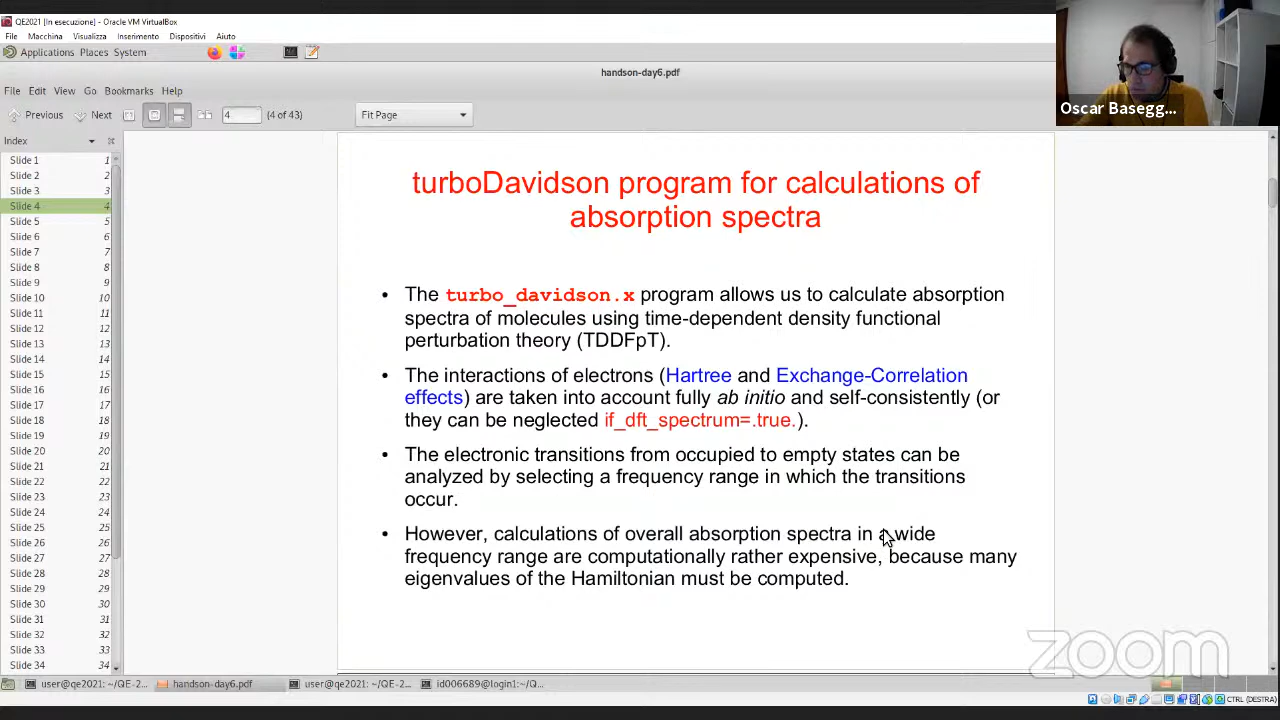 QE2021 [In esecuzione] - Oracle VM VirtualBox
File Macchina Visualizza Inserimento Dispositivi Aiuto
Applications Places System
handson-day6.pdf
File Edit View Go Bookmarks Help
Previous Next 4 (4 of 43) Fit Page
Oscar Basegg...
Index
Slide 1 1
Slide 2 2
Slide 3 3
Slide 4 4
Slide 5 5
Slide 6 6
Slide 7 7
Slide 8 8
Slide 9 9
Slide 10 10
Slide 11 11
Slide 12 12
Slide 13 13
Slide 14 14
Slide 15 15
Slide 16 16
Slide 17 17
Slide 18 18
Slide 19 19
Slide 20 20
Slide 21 21
Slide 22 22
Slide 23 23
Slide 24 24
Slide 25 25
Slide 26 26
Slide 27 27
Slide 28 28
Slide 29 29
Slide 30 30
Slide 31 31
Slide 32 32
Slide 33 33
Slide 34 34
turboDavidson program for calculations of
absorption spectra
• The turbo_davidson.x program allows us to calculate absorption
spectra of molecules using time-dependent density functional
perturbation theory (TDDFpT).
• The interactions of electrons (Hartree and Exchange-Correlation
effects) are taken into account fully ab initio and self-consistently (or
they can be neglected if_dft_spectrum=.true.).
• The electronic transitions from occupied to empty states can be
analyzed by selecting a frequency range in which the transitions
occur.
• However, calculations of overall absorption spectra in a wide
frequency range are computationally rather expensive, because many
eigenvalues of the Hamiltonian must be computed.
zoom
user@qe2021: ~/QE-2... handson-day6.pdf user@qe2021: ~/QE-2... id006689@login1:~/Q...
CTRL (DESTRA)